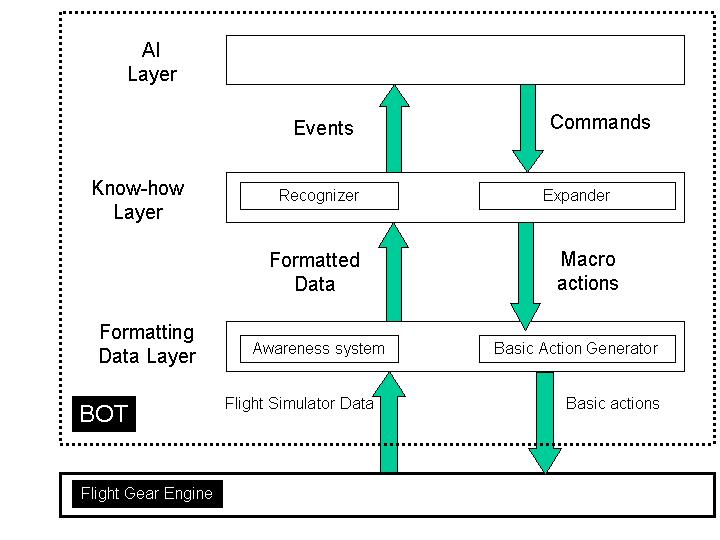 AI
Layer
Events
Commands
Know-how
Layer
Recognizer
Expander
Formatted
Data
Macro
actions
Formatting
Data Layer
Awareness system
Basic Action Generator
BOT
Flight Simulator Data
Basic actions
Flight Gear Engine